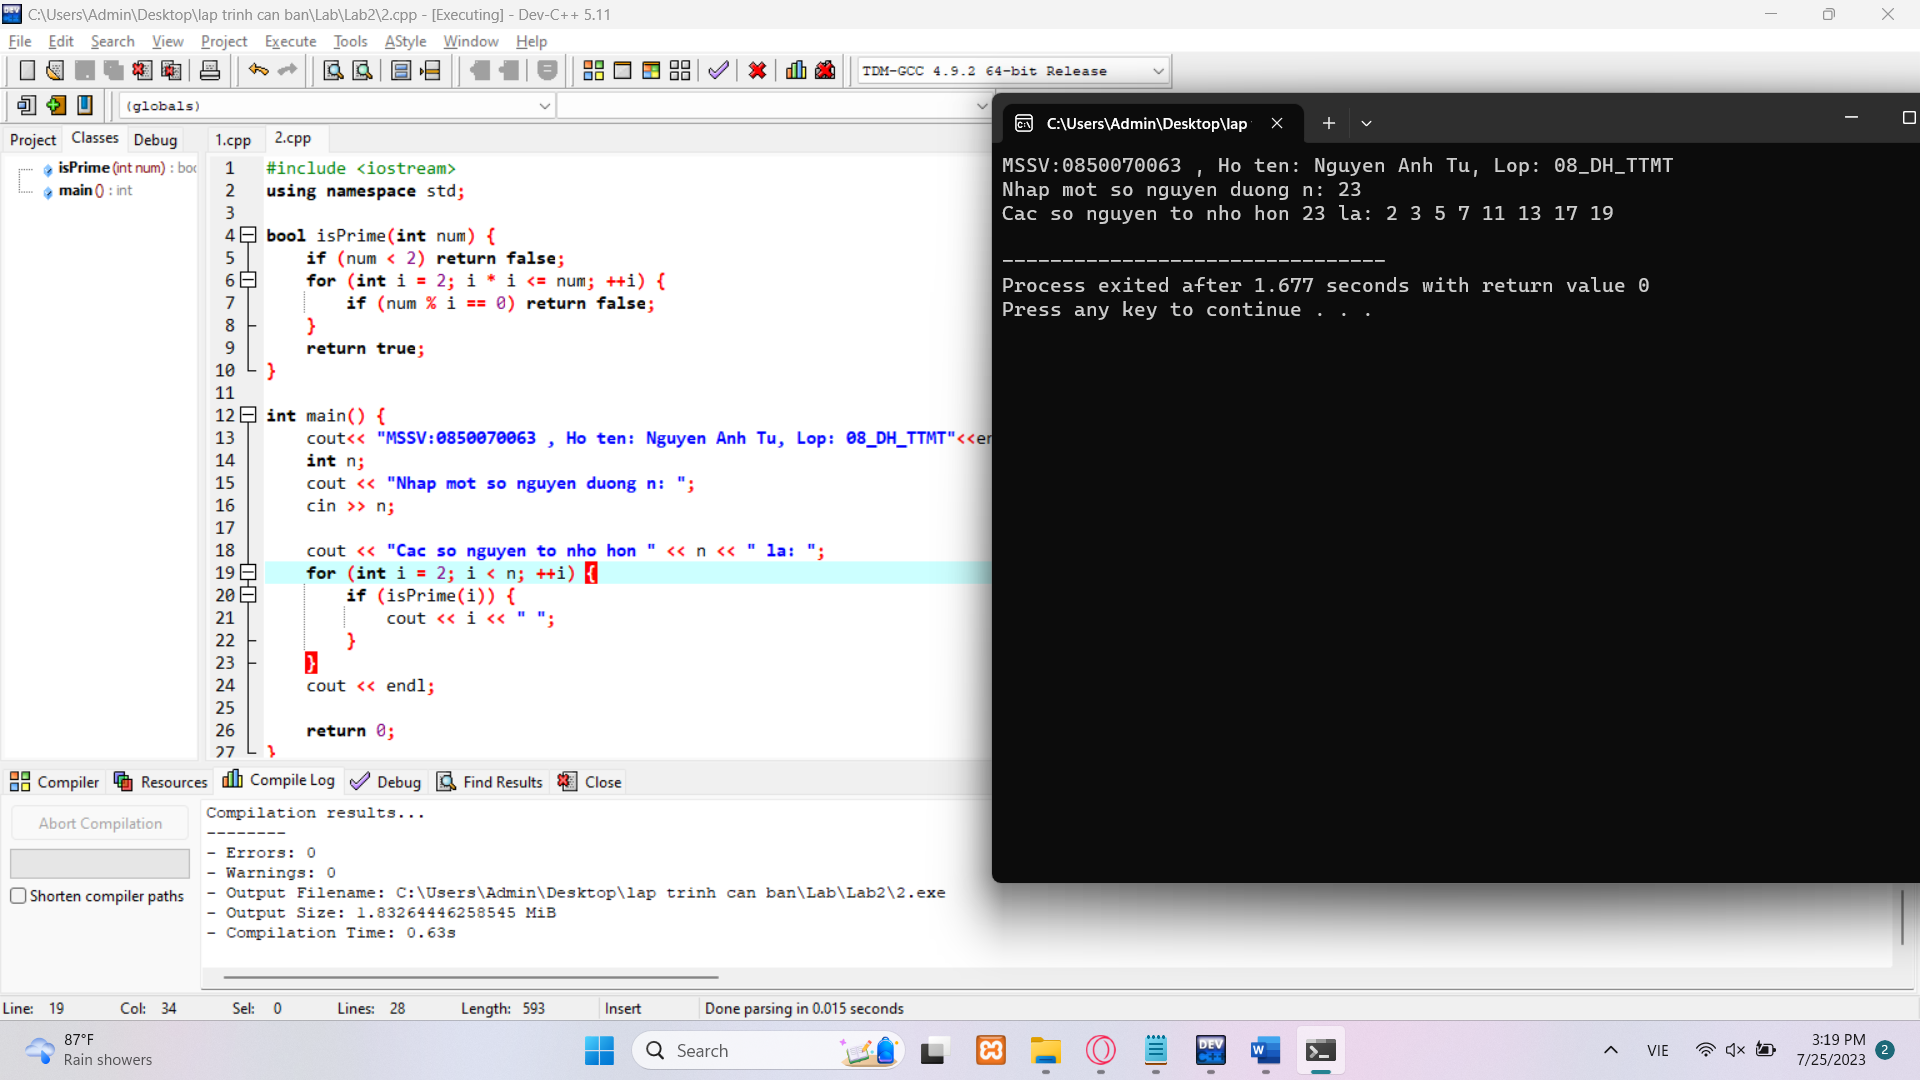 C:\Users\Admin\Desktop\lap trinh can ban\Lab\Lab2\2.cpp - [Executing] - Dev-C++ 5.11
File Edit Search View Project Execute Tools AStyle Window Help
TDM-GCC 4.9.2 64-bit Release
(globals)
Project Classes Debug
isPrime (int num) : boo
main () : int
1.cpp 2.cpp
1 #include <iostream>
2 using namespace std;
3
4 bool isPrime(int num) {
5 if (num < 2) return false;
6 for (int i = 2; i * i <= num; ++i) {
7 if (num % i == 0) return false;
8 }
9 return true;
10 }
11
12 int main() {
13 cout<< "MSSV:0850070063 , Ho ten: Nguyen Anh Tu, Lop: 08_DH_TTMT"<<en
14 int n;
15 cout << "Nhap mot so nguyen duong n: ";
16 cin >> n;
17
18 cout << "Cac so nguyen to nho hon " << n << " la: ";
19 for (int i = 2; i < n; ++i) {
20 if (isPrime(i)) {
21 cout << i << " ";
22 }
23 }
24 cout << endl;
25
26 return 0;
27 }
C:\Users\Admin\Desktop\lap
MSSV:0850070063 , Ho ten: Nguyen Anh Tu, Lop: 08_DH_TTMT
Nhap mot so nguyen duong n: 23
Cac so nguyen to nho hon 23 la: 2 3 5 7 11 13 17 19
--------------------------------
Process exited after 1.677 seconds with return value 0
Press any key to continue . . .
Compiler Resources Compile Log Debug Find Results Close
Abort Compilation
Shorten compiler paths
Compilation results...
--------
- Errors: 0
- Warnings: 0
- Output Filename: C:\Users\Admin\Desktop\lap trinh can ban\Lab\Lab2\2.exe
- Output Size: 1.83264446258545 MiB
- Compilation Time: 0.63s
Line: 19 Col: 34 Sel: 0 Lines: 28 Length: 593 Insert Done parsing in 0.015 seconds
87°F
Rain showers
Search
DEV
W
VIE
3:19 PM
7/25/2023
2